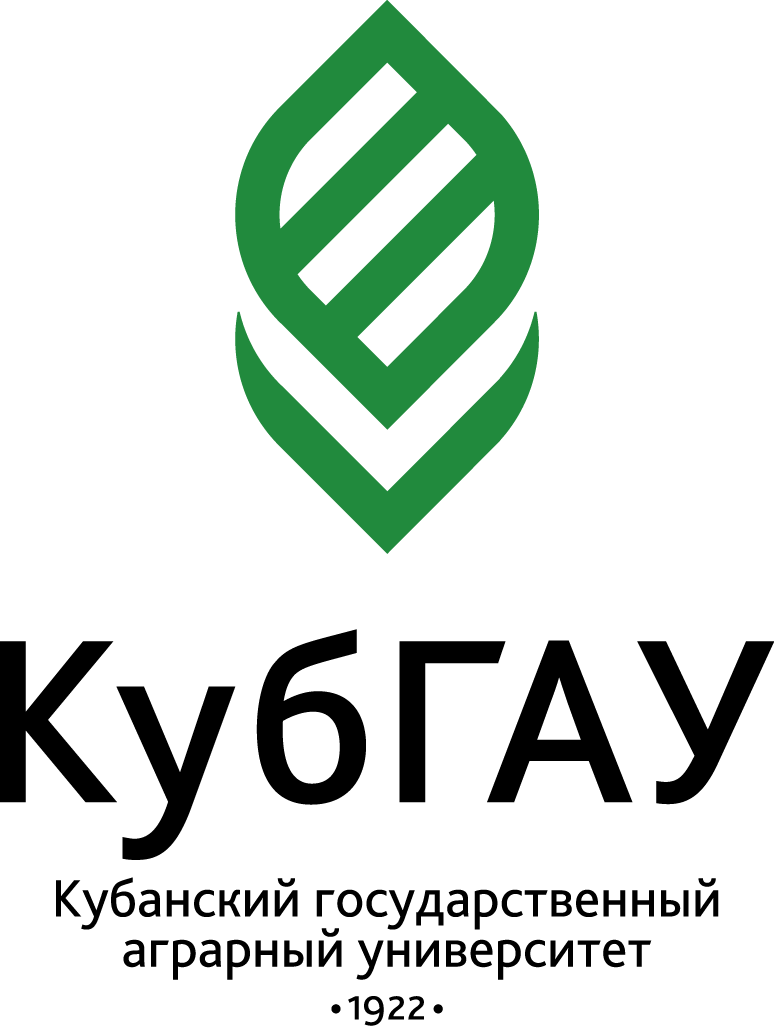 КубГАУ
Кубанский государственный
аграрный университет
•1922•